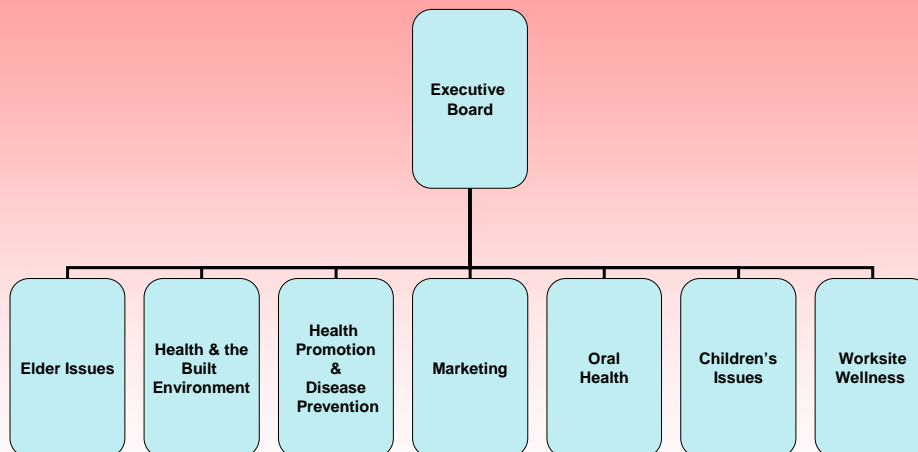 Executive
Board
Elder Issues
Health & the
Built
Environment
Health
Promotion
&
Disease
Prevention
Marketing
Oral
Health
Children's
Issues
Worksite
Wellness